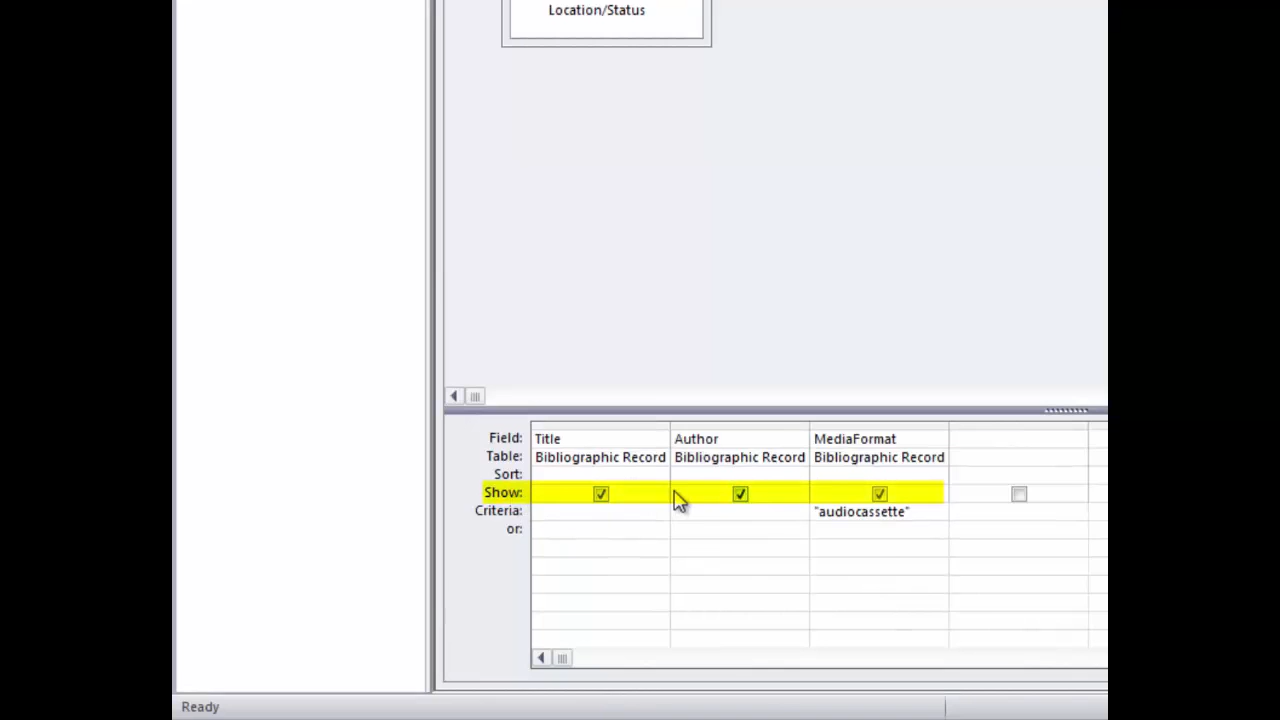 Location/Status
Field: Title Author MediaFormat
Table: Bibliographic Record Bibliographic Record Bibliographic Record
Sort:
Show:
Criteria: "audiocassette"
or:
Ready